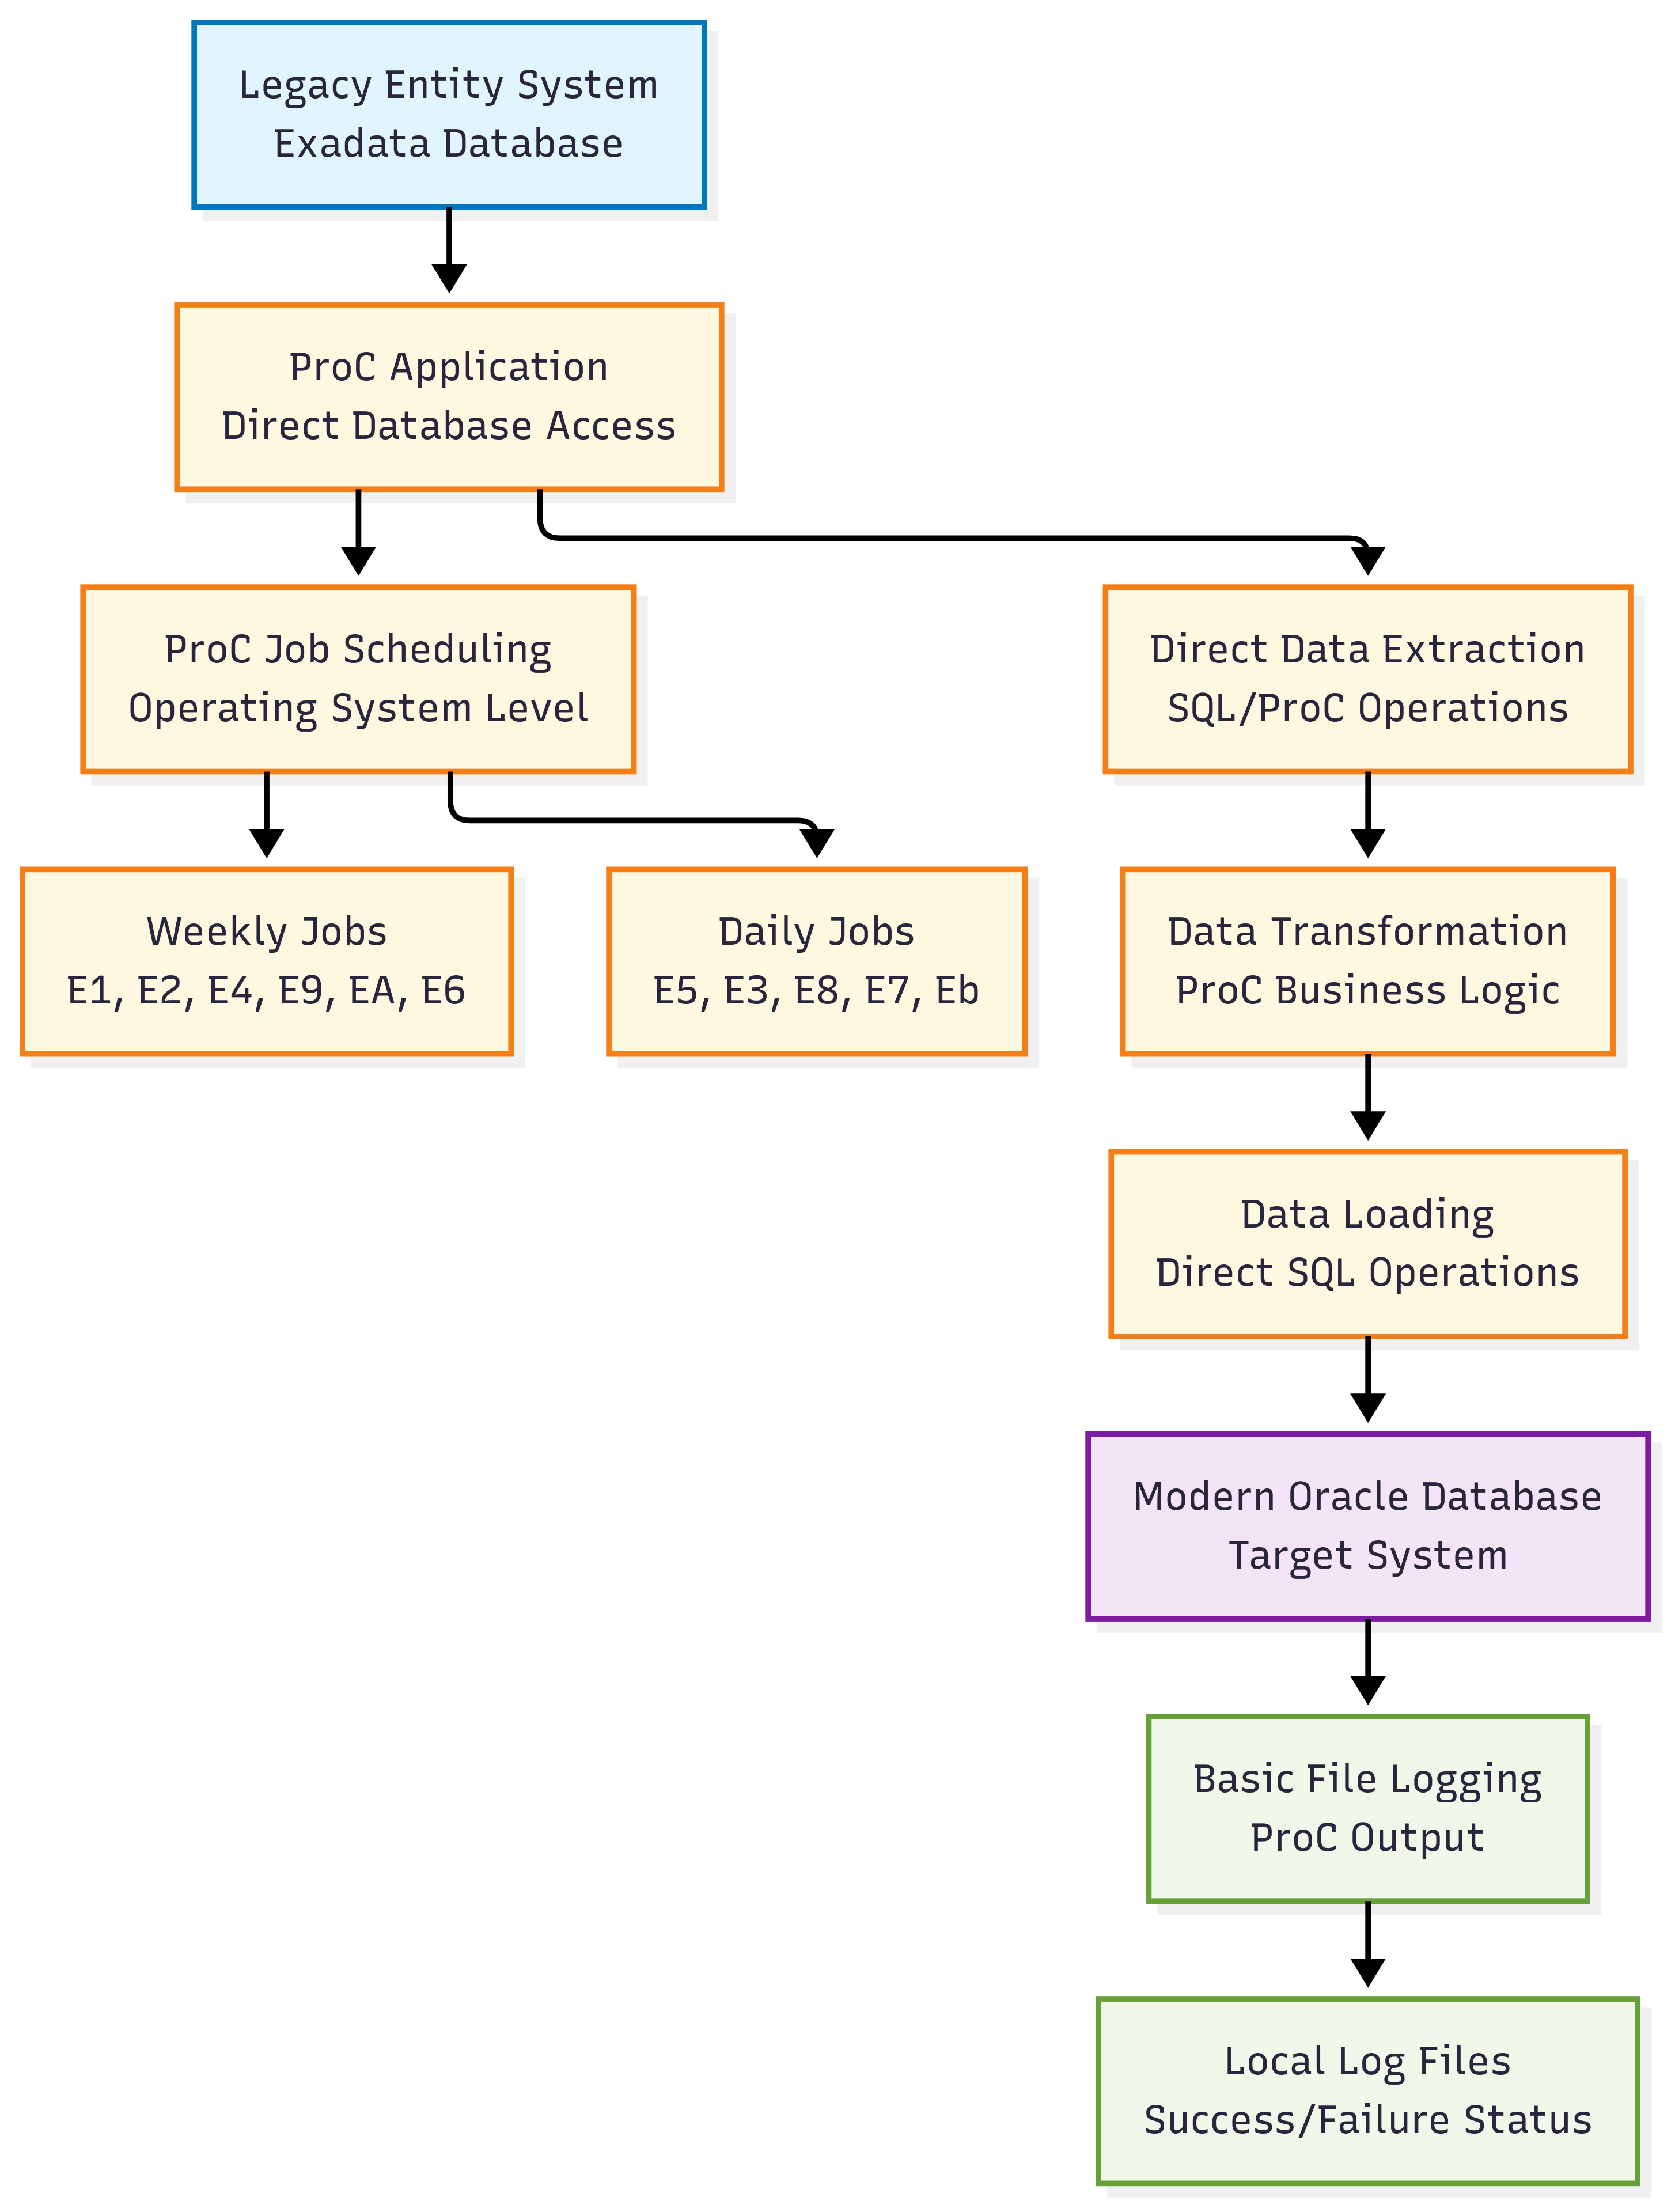 Legacy Entity System
Exadata Database
ProC Application
Direct Database Access
ProC Job Scheduling
Operating System Level
Direct Data Extraction
SQL/ProC Operations
Weekly Jobs
E1, E2, E4, E9, EA, E6
Daily Jobs
E5, E3, E8, E7, Eb
Data Transformation
ProC Business Logic
Data Loading
Direct SQL Operations
Modern Oracle Database
Target System
Basic File Logging
ProC Output
Local Log Files
Success/Failure Status